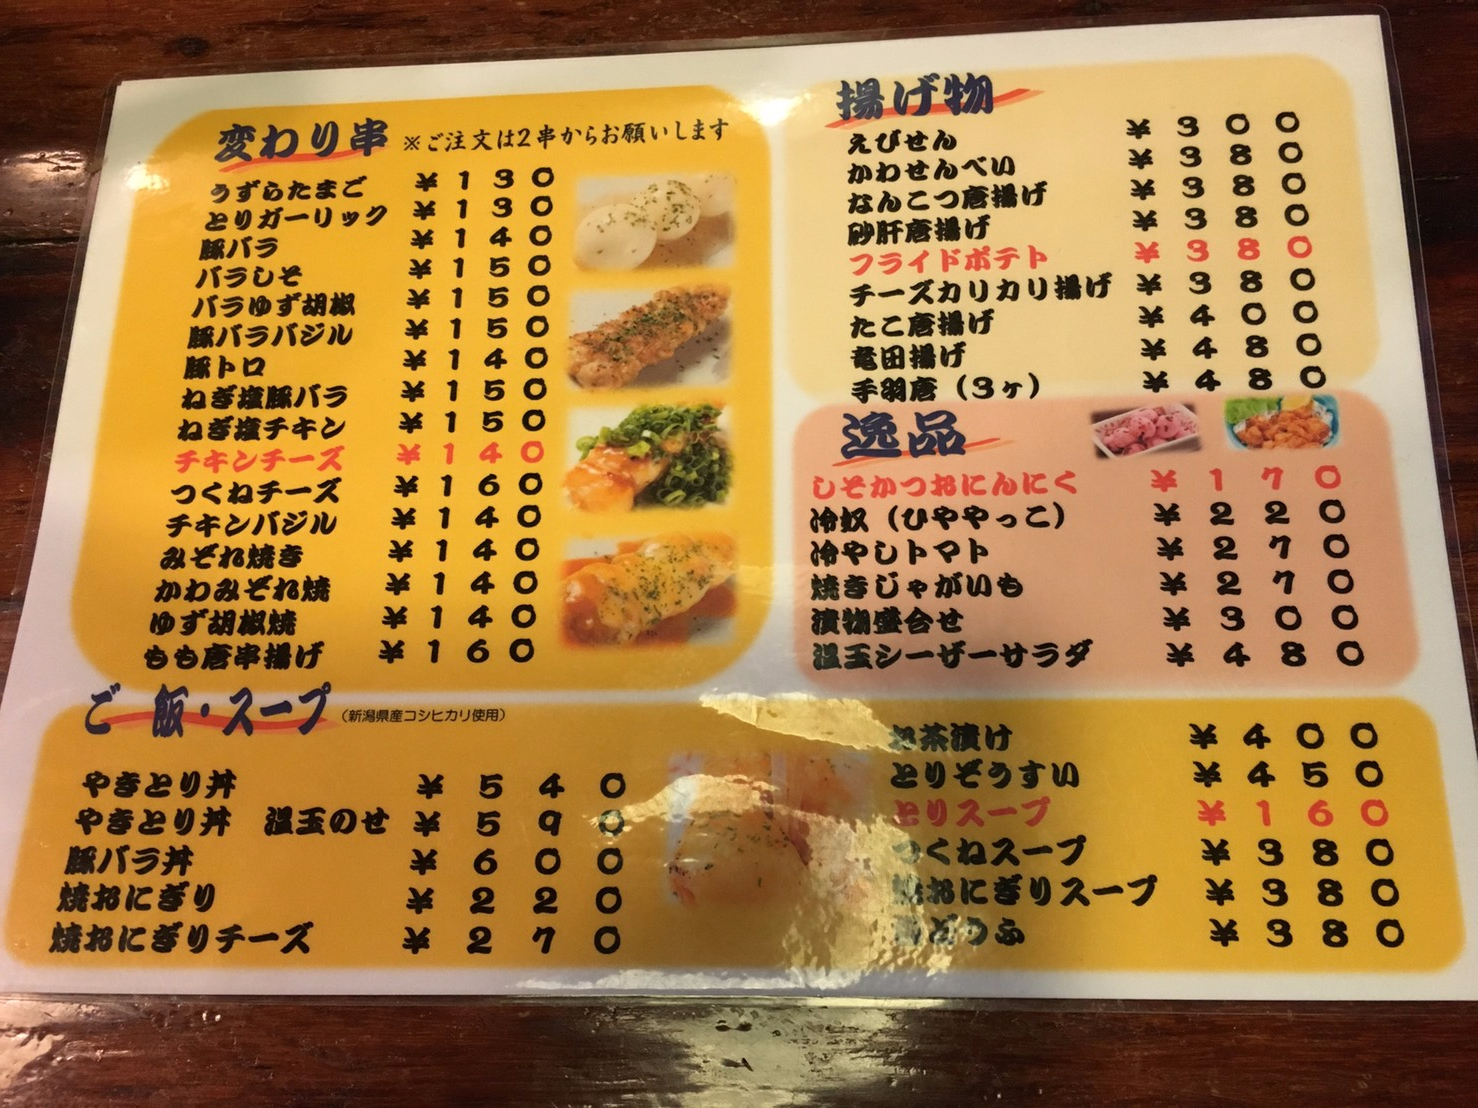 変わり串 ※ご注文は2串からお願いします
うずらたまご ¥130
とりガーリック ¥130
豚バラ ¥140
バラしそ ¥150
バラゆず胡椒 ¥150
豚バラバジル ¥150
豚トロ ¥140
ねぎ塩豚バラ ¥150
ねぎ塩チキン ¥150
チキンチーズ ¥140
つくねチーズ ¥160
チキンバジル ¥140
みぞれ焼き ¥140
かわみぞれ焼 ¥140
ゆず胡椒焼 ¥140
もも唐串揚げ ¥160
揚げ物
えびせん ¥300
かわせんべい ¥380
なんこつ唐揚げ ¥380
砂肝唐揚げ ¥380
フライドポテト ¥380
チーズカリカリ揚げ ¥380
たこ唐揚げ ¥400
竜田揚げ ¥480
手羽唐（3ヶ） ¥480
逸品
しそかつおにんにく ¥170
冷奴（ひややっこ） ¥220
冷やしトマト ¥270
焼きじゃがいも ¥270
漬物盛合せ ¥300
温玉シーザーサラダ ¥480
ご飯・スープ （新潟県産コシヒカリ使用）
やきとり丼 ¥540
やきとり丼 温玉のせ ¥590
豚バラ丼 ¥600
焼おにぎり ¥220
焼おにぎりチーズ ¥270
お茶漬け ¥400
とりぞうすい ¥450
とりスープ ¥160
つくねスープ ¥380
焼おにぎりスープ ¥380
どうふ ¥380